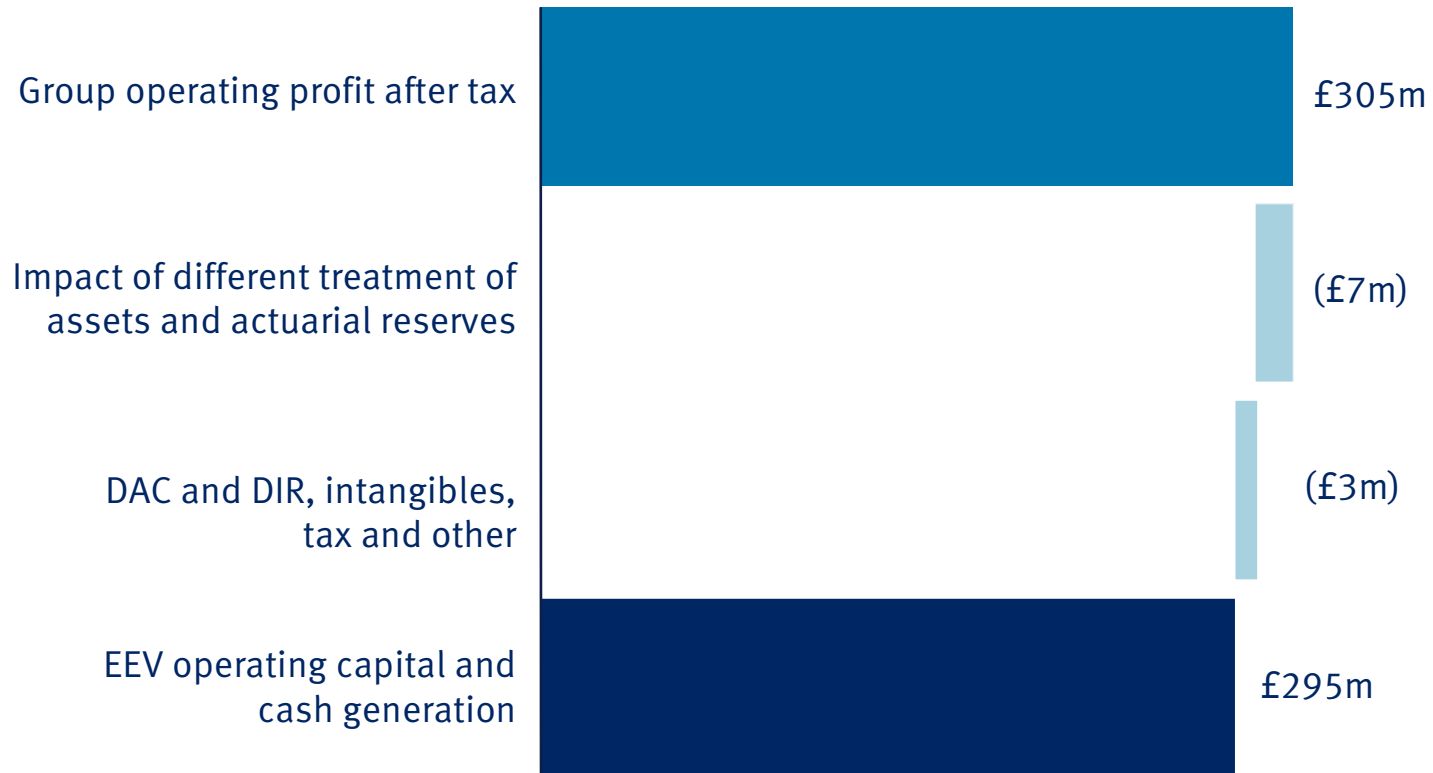 Group operating profit after tax
£305m
Impact of different treatment of
assets and actuarial reserves
(£7m)
DAC and DIR, intangibles,
tax and other
(£3m)
EEV operating capital and
cash generation
£295m